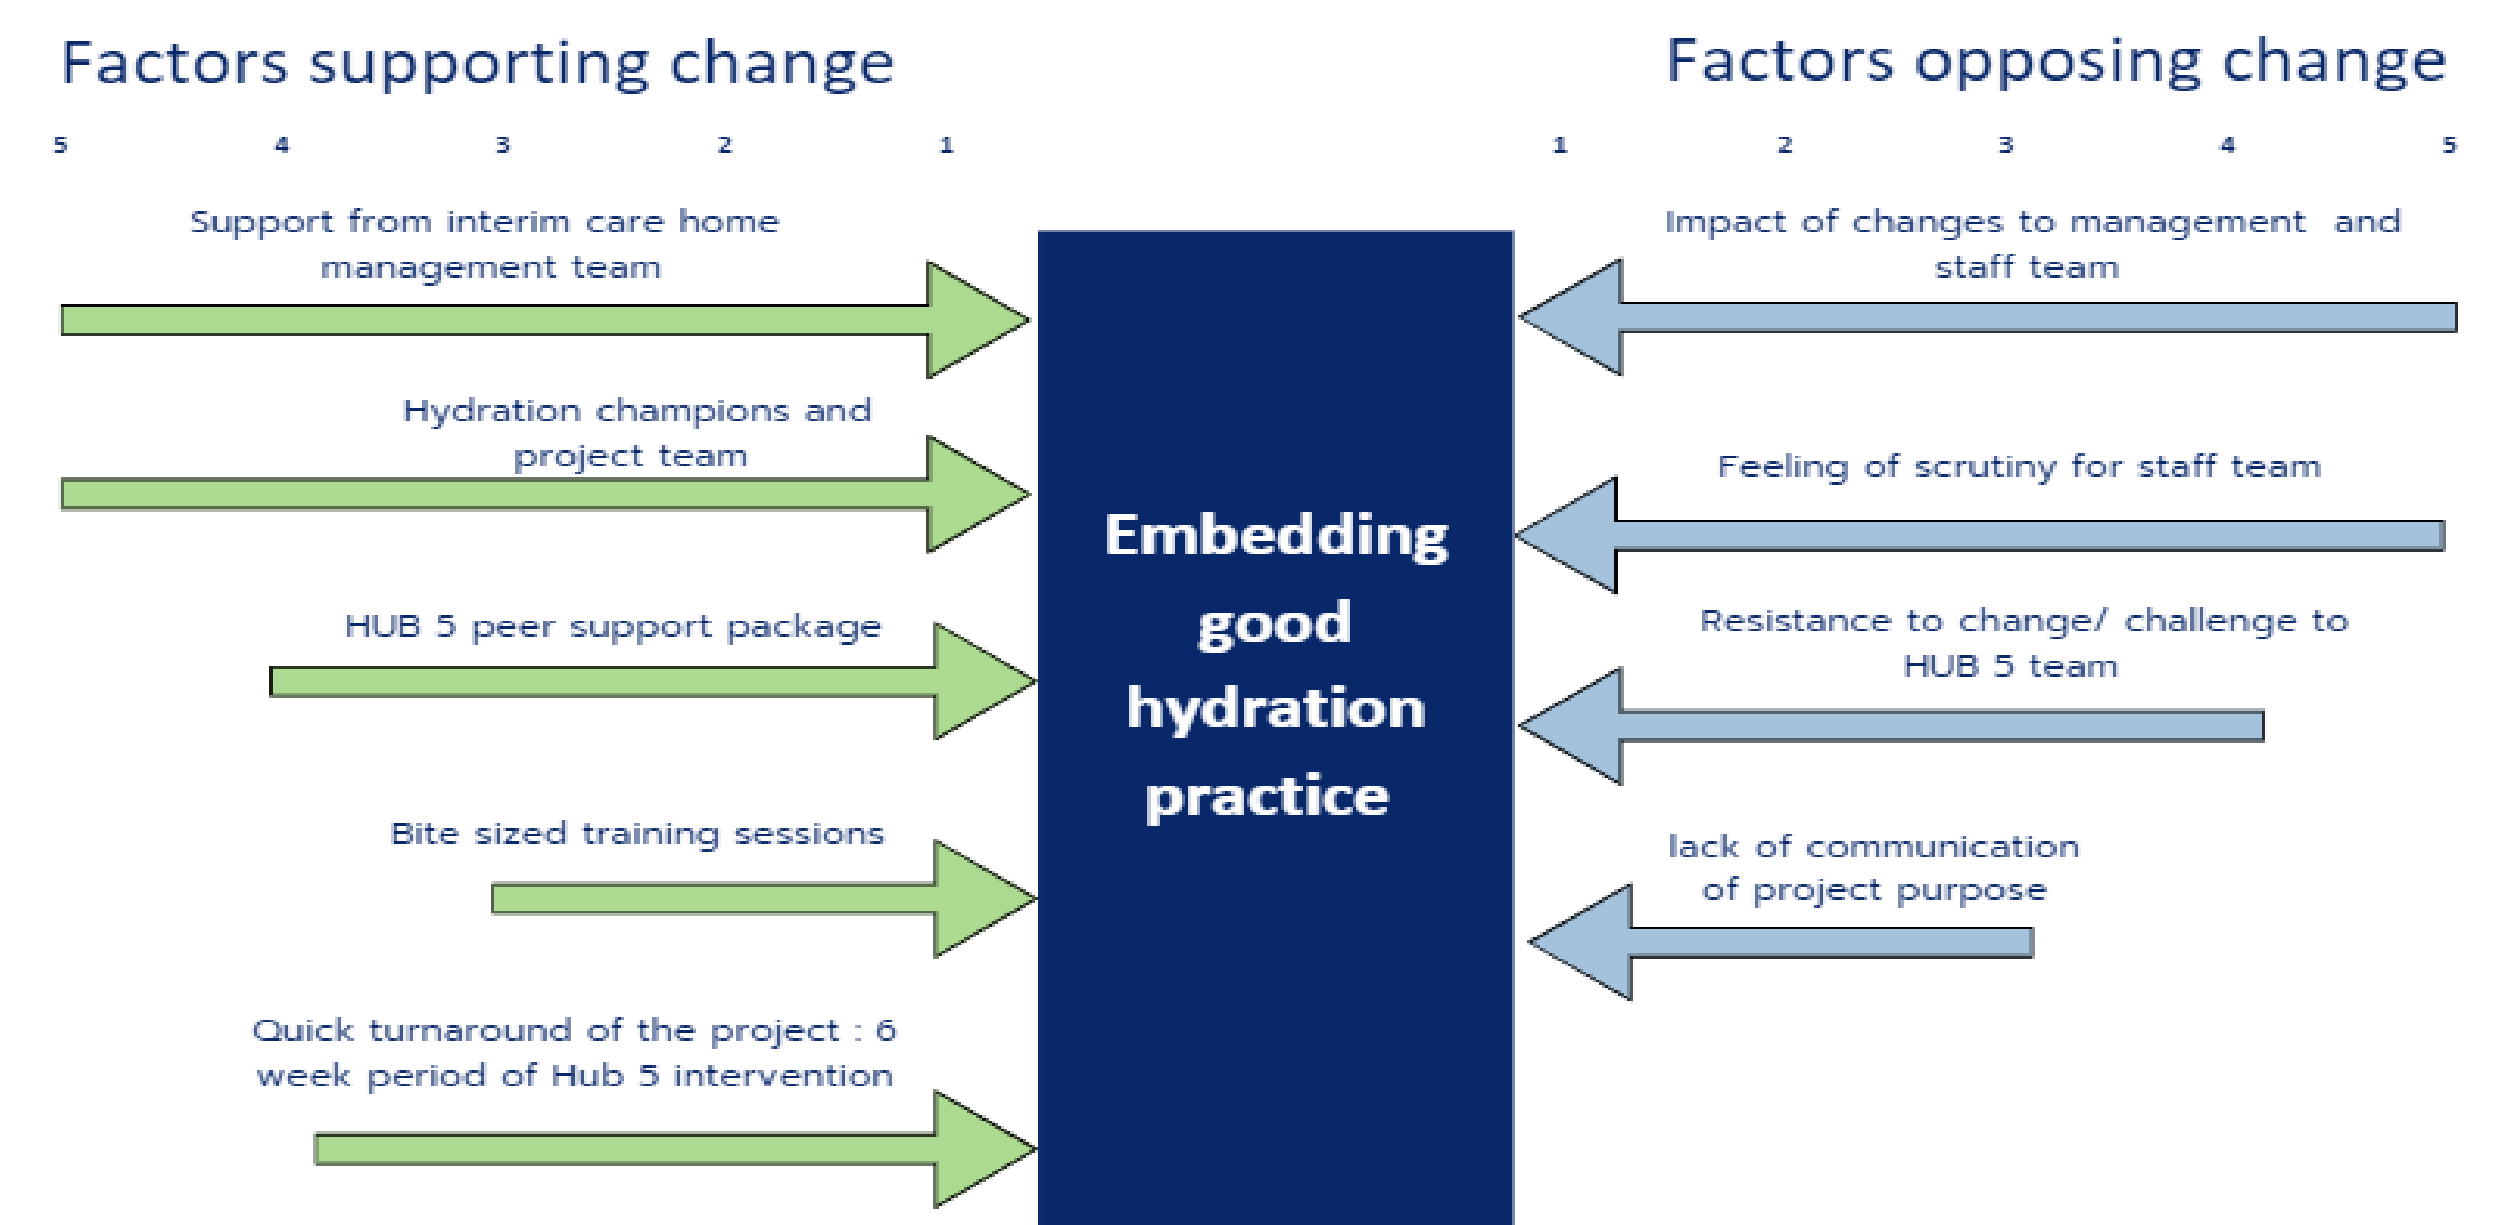 Factors supporting change
5 4 3 2 1
Support from interim care home
management team
Hydration champions and
project team
HUB 5 peer support package
Bite sized training sessions
Quick turnaround of the project : 6
week period of Hub 5 intervention
Embedding
good
hydration
practice
Factors opposing change
1 2 3 4 5
Impact of changes to management and
staff team
Feeling of scrutiny for staff team
Resistance to change/ challenge to
HUB 5 team
lack of communication
of project purpose